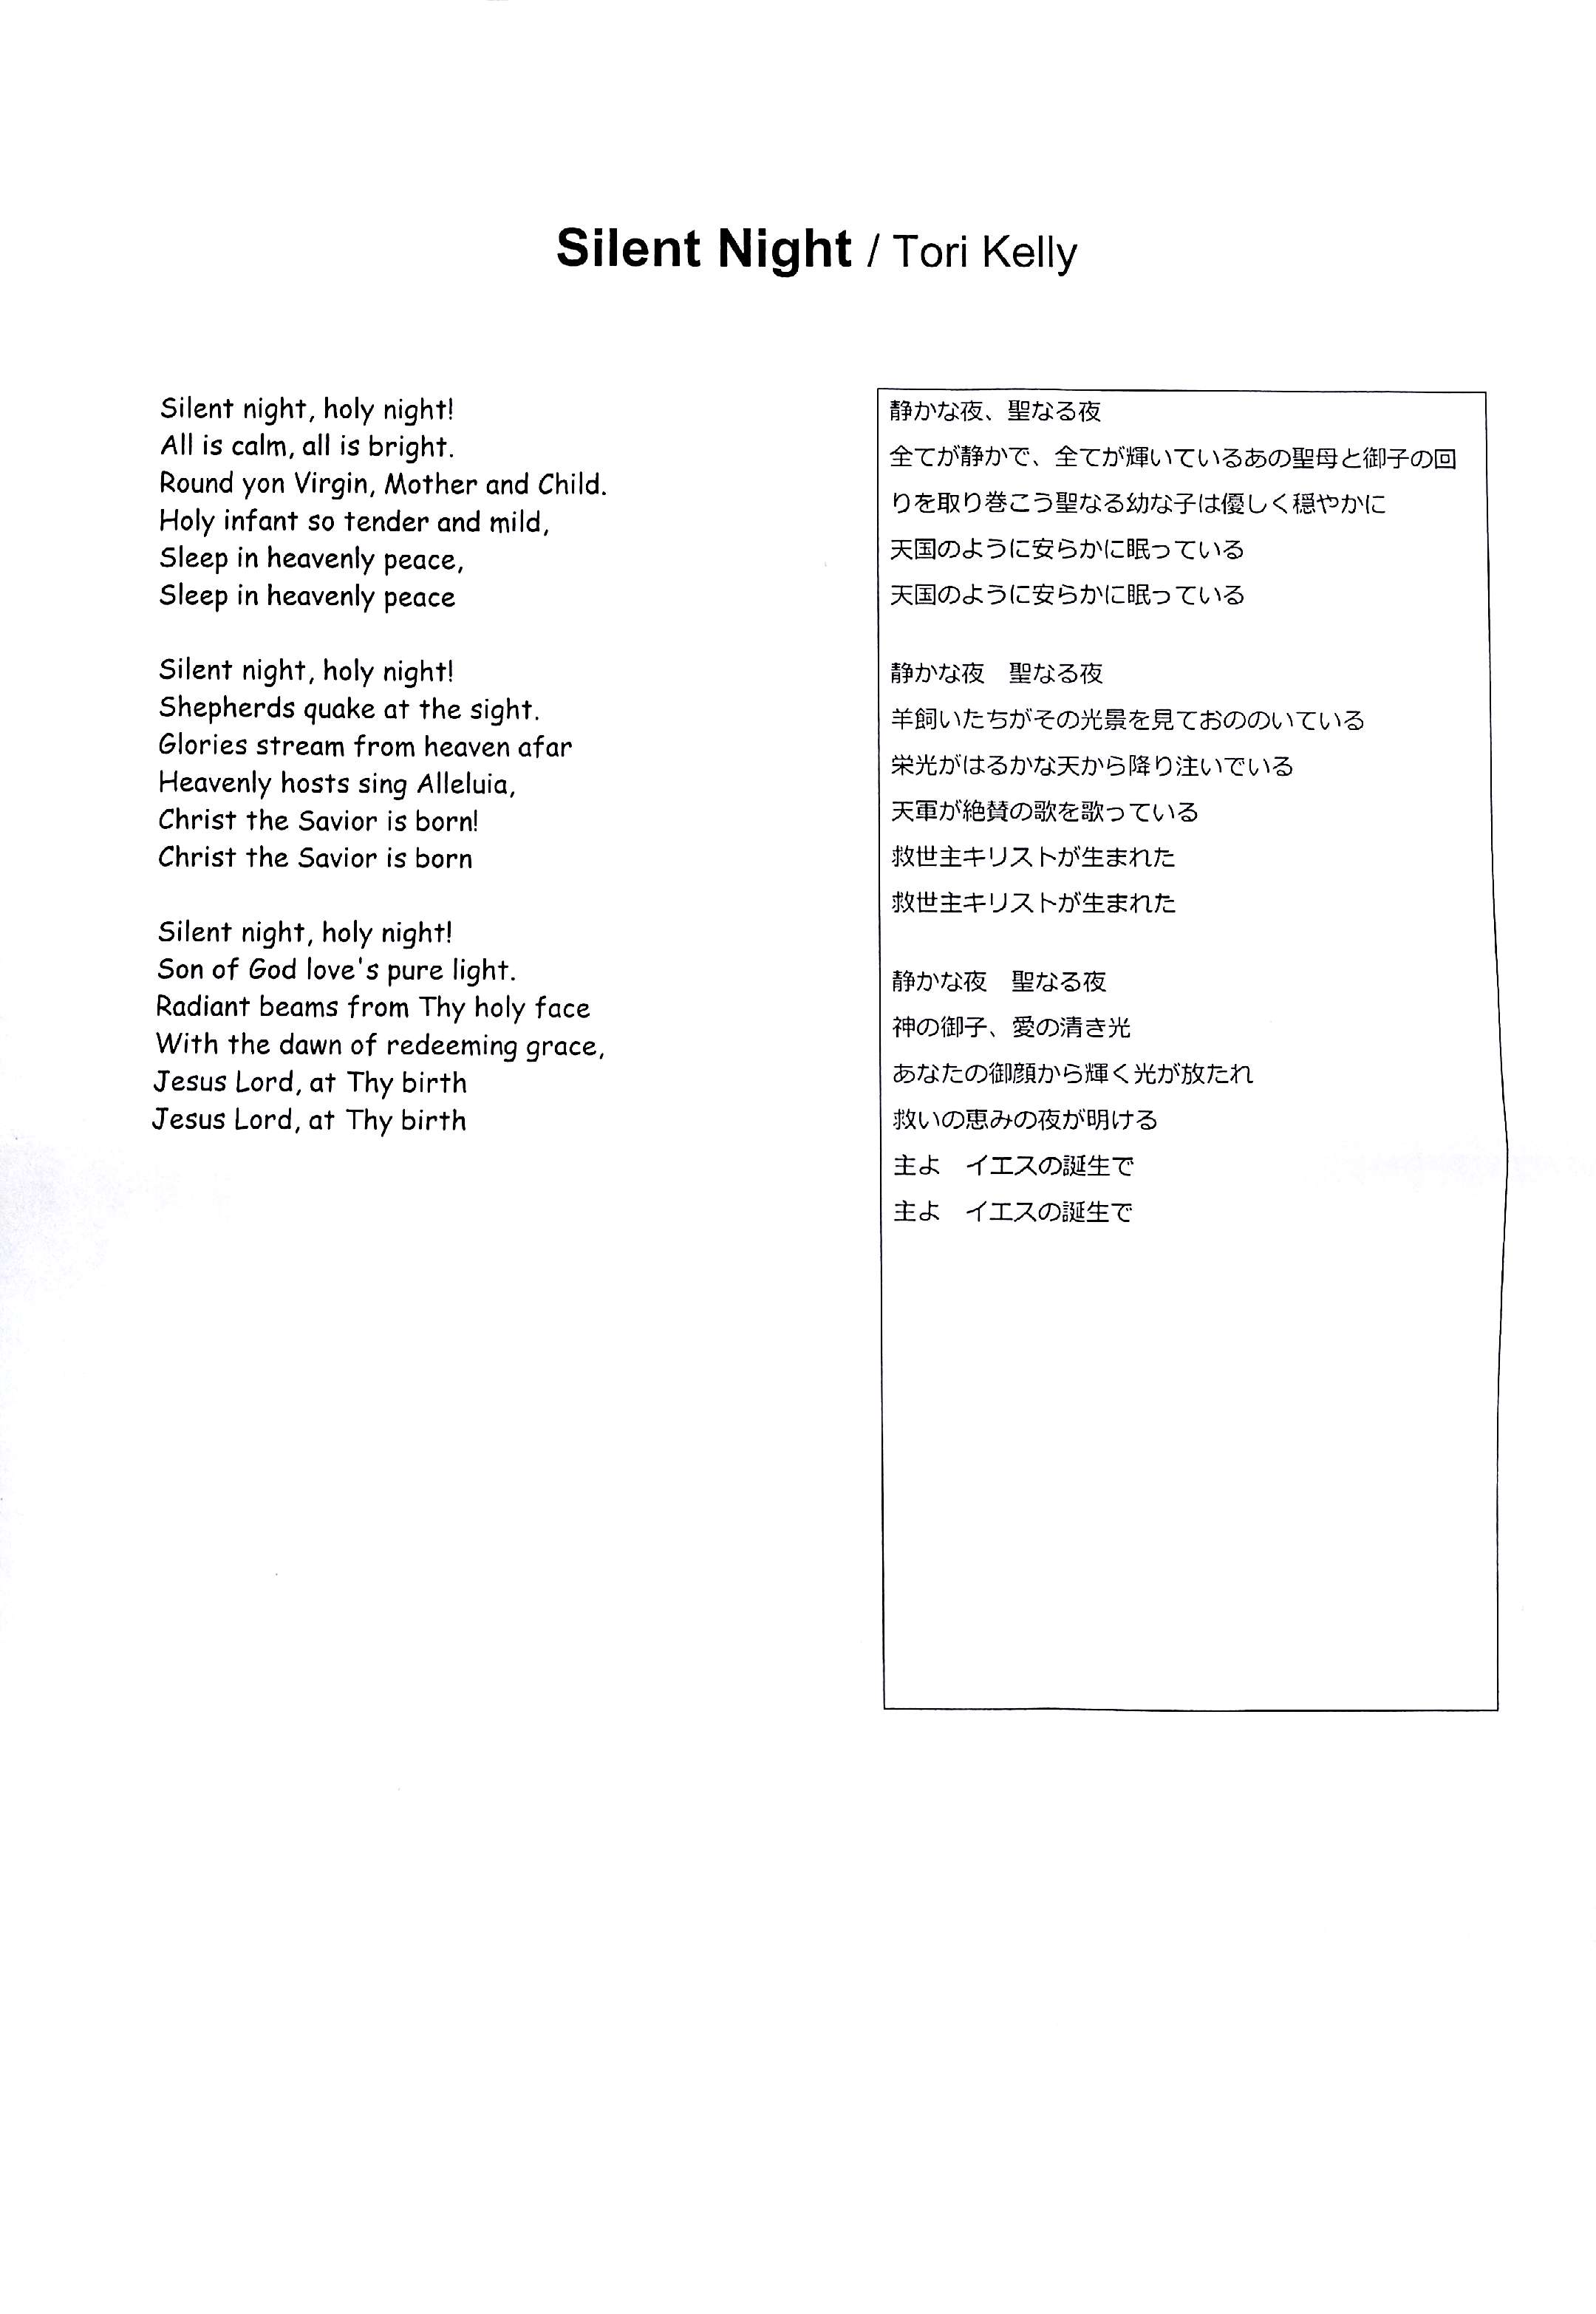 Silent Night / Tori Kelly
Silent night, holy night!
All is calm, all is bright.
Round yon Virgin, Mother and Child.
Holy infant so tender and mild,
Sleep in heavenly peace,
Sleep in heavenly peace
Silent night, holy night!
Shepherds quake at the sight.
Glories stream from heaven afar
Heavenly hosts sing Alleluia,
Christ the Savior is born!
Christ the Savior is born
Silent night, holy night!
Son of God love's pure light.
Radiant beams from Thy holy face
With the dawn of redeeming grace,
Jesus Lord, at Thy birth
Jesus Lord, at Thy birth
静かな夜、聖なる夜
全てが静かで、全てが輝いているあの聖母と御子の回
りを取り巻こう聖なる幼な子は優しく穏やかに
天国のように安らかに眠っている
天国のように安らかに眠っている
静かな夜　聖なる夜
羊飼いたちがその光景を見ておののいている
栄光がはるかな天から降り注いでいる
天軍が絶賛の歌を歌っている
救世主キリストが生まれた
救世主キリストが生まれた
静かな夜　聖なる夜
神の御子、愛の清き光
あなたの御顔から輝く光が放たれ
救いの恵みの夜が明ける
主よ　イエスの誕生で
主よ　イエスの誕生で